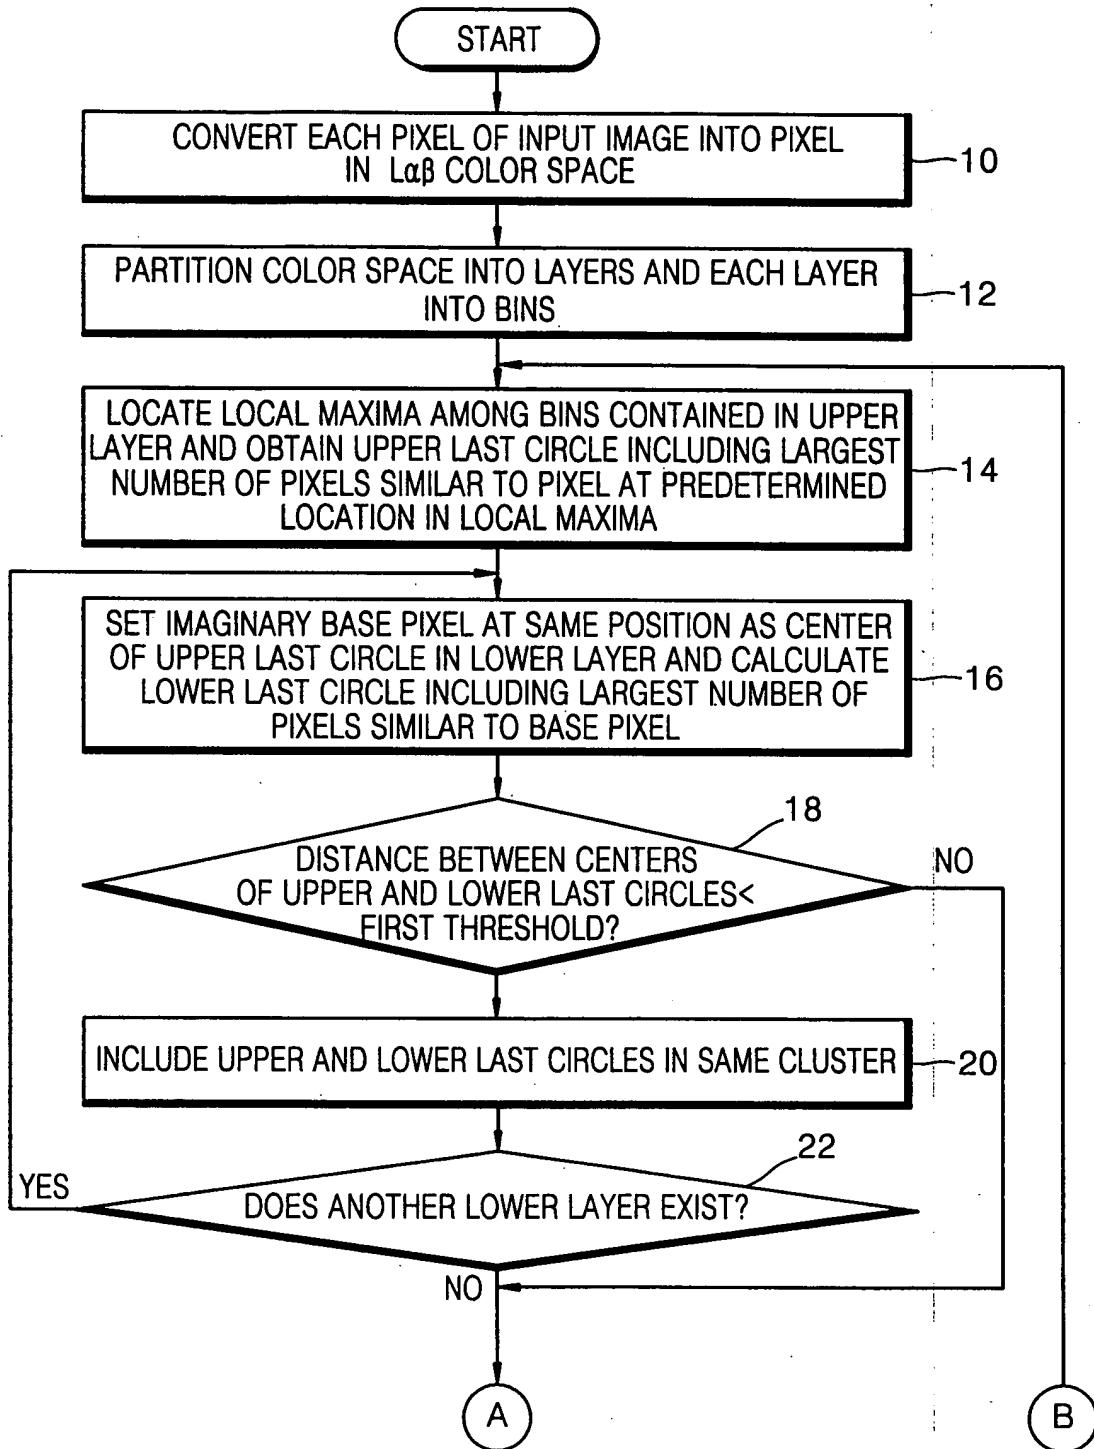 START
CONVERT EACH PIXEL OF INPUT IMAGE INTO PIXEL
IN Lαβ COLOR SPACE
10
PARTITION COLOR SPACE INTO LAYERS AND EACH LAYER
INTO BINS
12
LOCATE LOCAL MAXIMA AMONG BINS CONTAINED IN UPPER
LAYER AND OBTAIN UPPER LAST CIRCLE INCLUDING LARGEST
NUMBER OF PIXELS SIMILAR TO PIXEL AT PREDETERMINED
LOCATION IN LOCAL MAXIMA
14
SET IMAGINARY BASE PIXEL AT SAME POSITION AS CENTER
OF UPPER LAST CIRCLE IN LOWER LAYER AND CALCULATE
LOWER LAST CIRCLE INCLUDING LARGEST NUMBER OF
PIXELS SIMILAR TO BASE PIXEL
16
18
DISTANCE BETWEEN CENTERS
OF UPPER AND LOWER LAST CIRCLES<
FIRST THRESHOLD?
NO
INCLUDE UPPER AND LOWER LAST CIRCLES IN SAME CLUSTER
20
22
YES
DOES ANOTHER LOWER LAYER EXIST?
NO
A
B